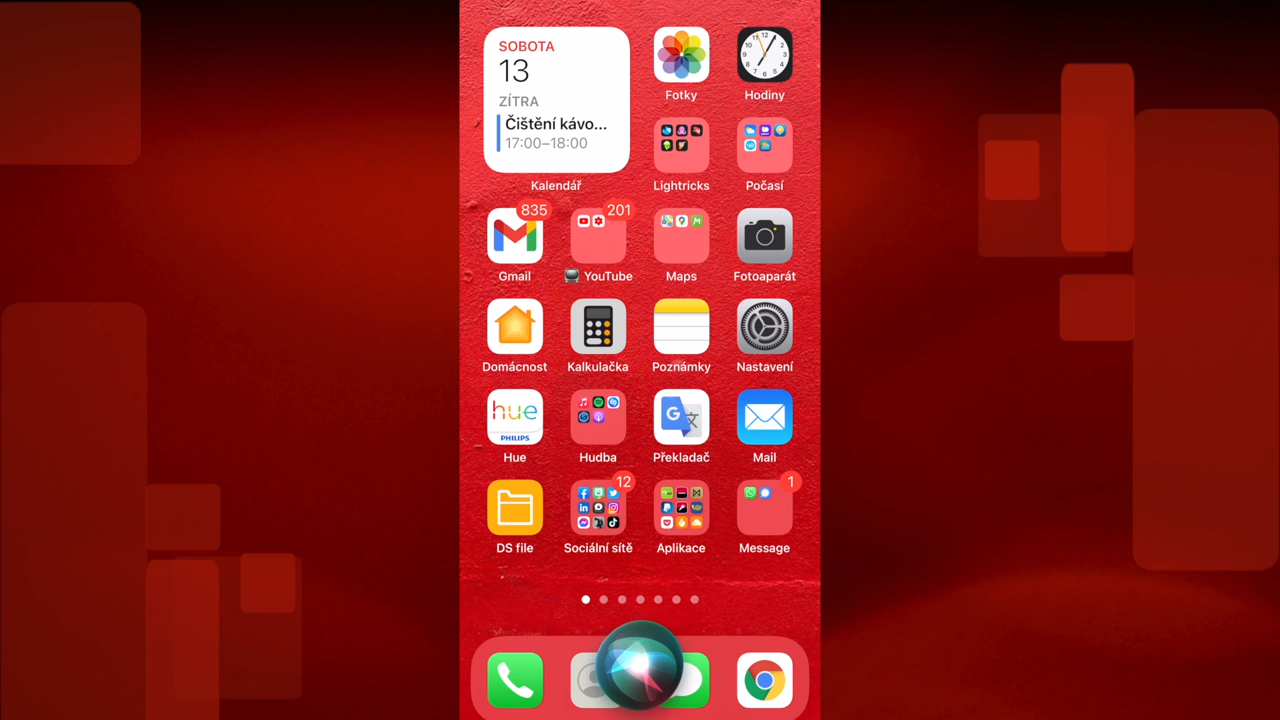 SOBOTA
13
ZÍTRA
Čištění kávo...
17:00–18:00
Kalendář
Fotky
Hodiny
Lightricks
Počasí
835
201
Gmail
YouTube
Maps
Fotoaparát
Domácnost
Kalkulačka
Poznámky
Nastavení
hue
PHILIPS
Hue
Hudba
Překladač
Mail
12
1
DS file
Sociální sítě
Aplikace
Message